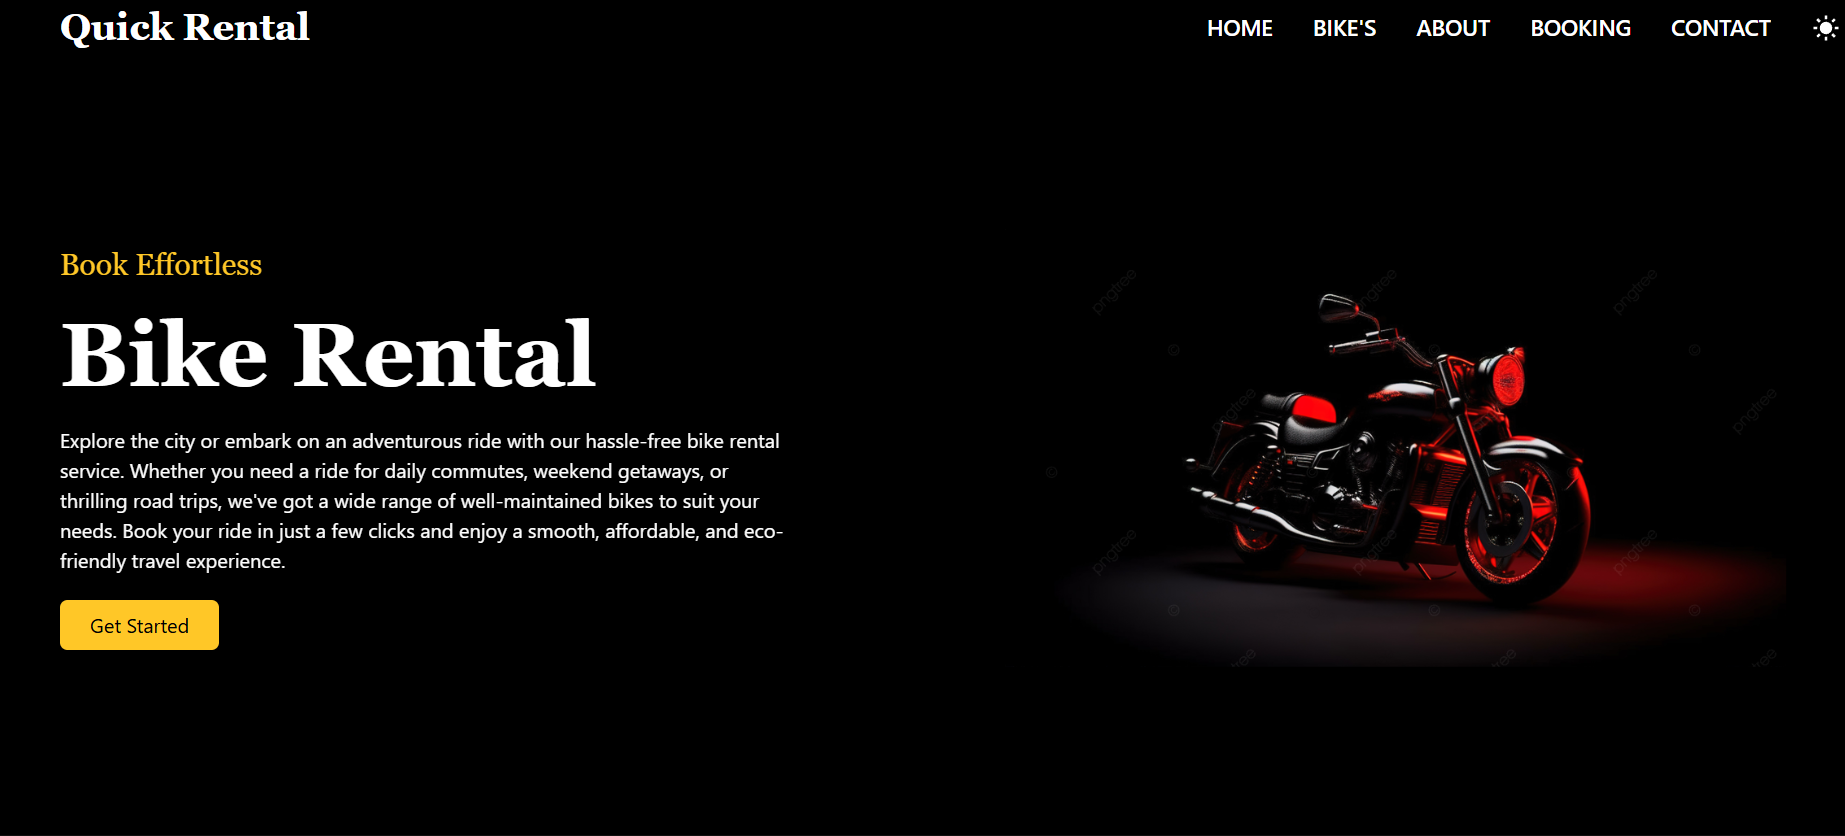 Quick Rental
HOME BIKE'S ABOUT BOOKING CONTACT
Book Effortless
Bike Rental
Explore the city or embark on an adventurous ride with our hassle-free bike rental
service. Whether you need a ride for daily commutes, weekend getaways, or
thrilling road trips, we've got a wide range of well-maintained bikes to suit your
needs. Book your ride in just a few clicks and enjoy a smooth, affordable, and eco-
friendly travel experience.
Get Started
pngtree
pngtree
pngtree
pngtree
pngtree
pngtree
pngtree
pngtree